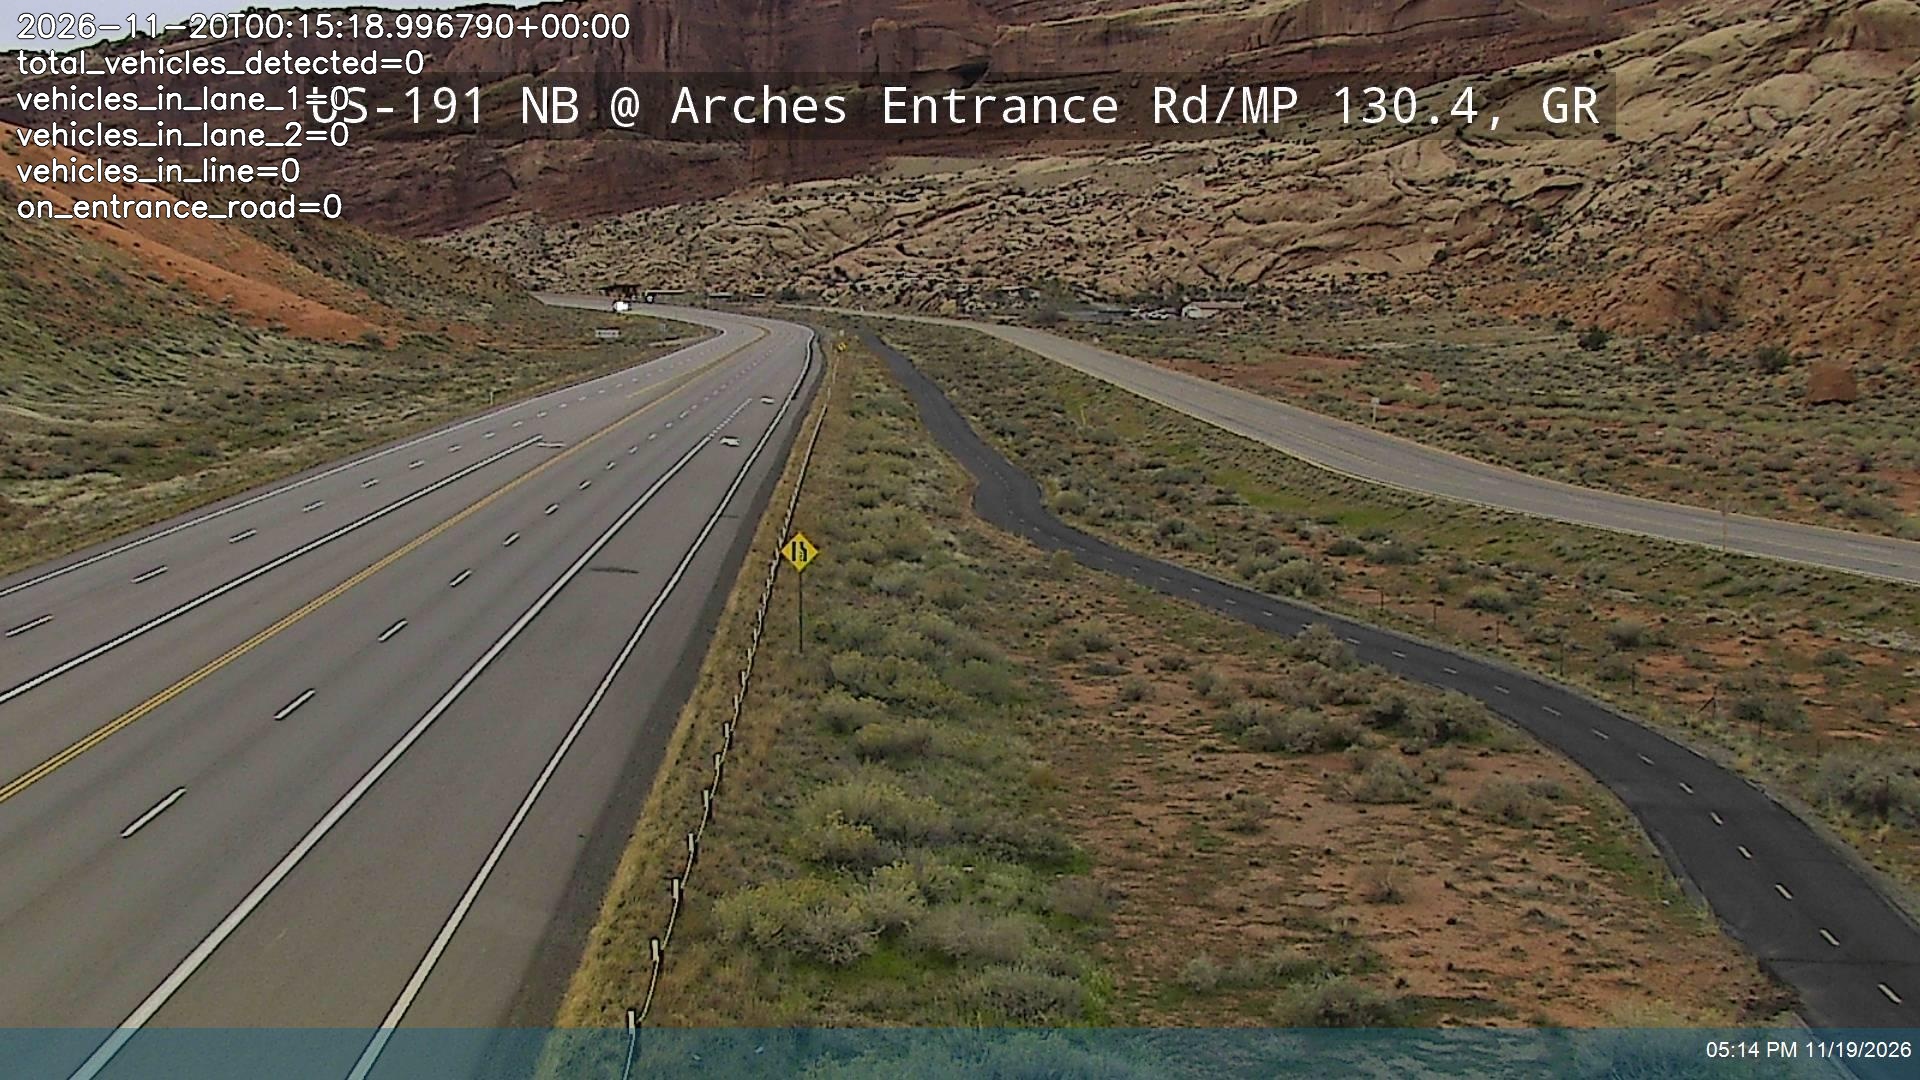 2026-11-20T00:15:18.996790+00:00
total_vehicles_detected=0
vehicles_in_lane_1=0
US-191 NB @ Arches Entrance Rd/MP 130.4, GR
vehicles_in_lane_2=0
vehicles_in_line=0
on_entrance_road=0
05:14 PM 11/19/2026